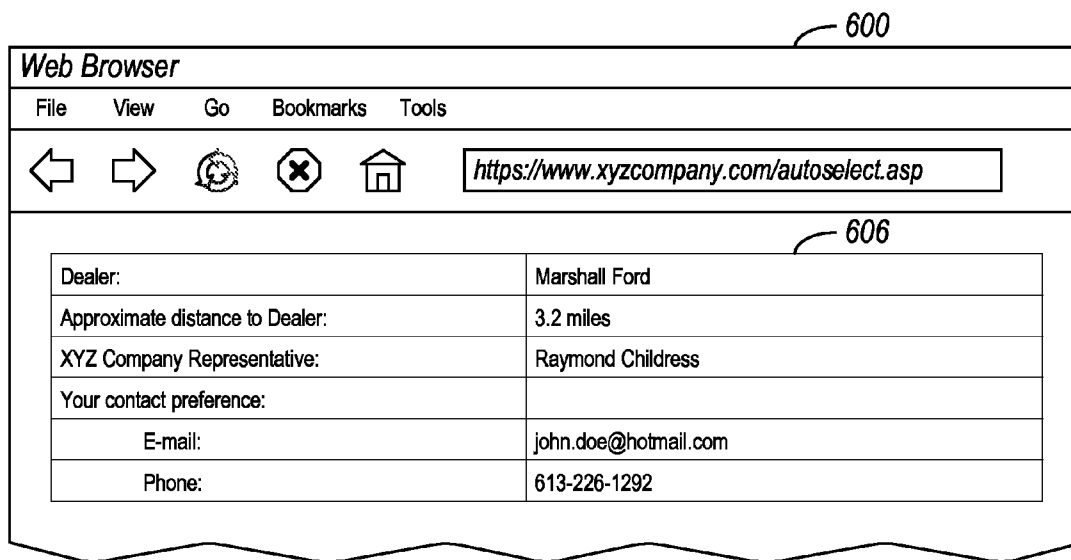 600
Web Browser
File View Go Bookmarks Tools
https://www.xyzcompany.com/autoselect.asp
606
Dealer: Marshall Ford
Approximate distance to Dealer: 3.2 miles
XYZ Company Representative: Raymond Childress
Your contact preference:
E-mail: john.doe@hotmail.com
Phone: 613-226-1292